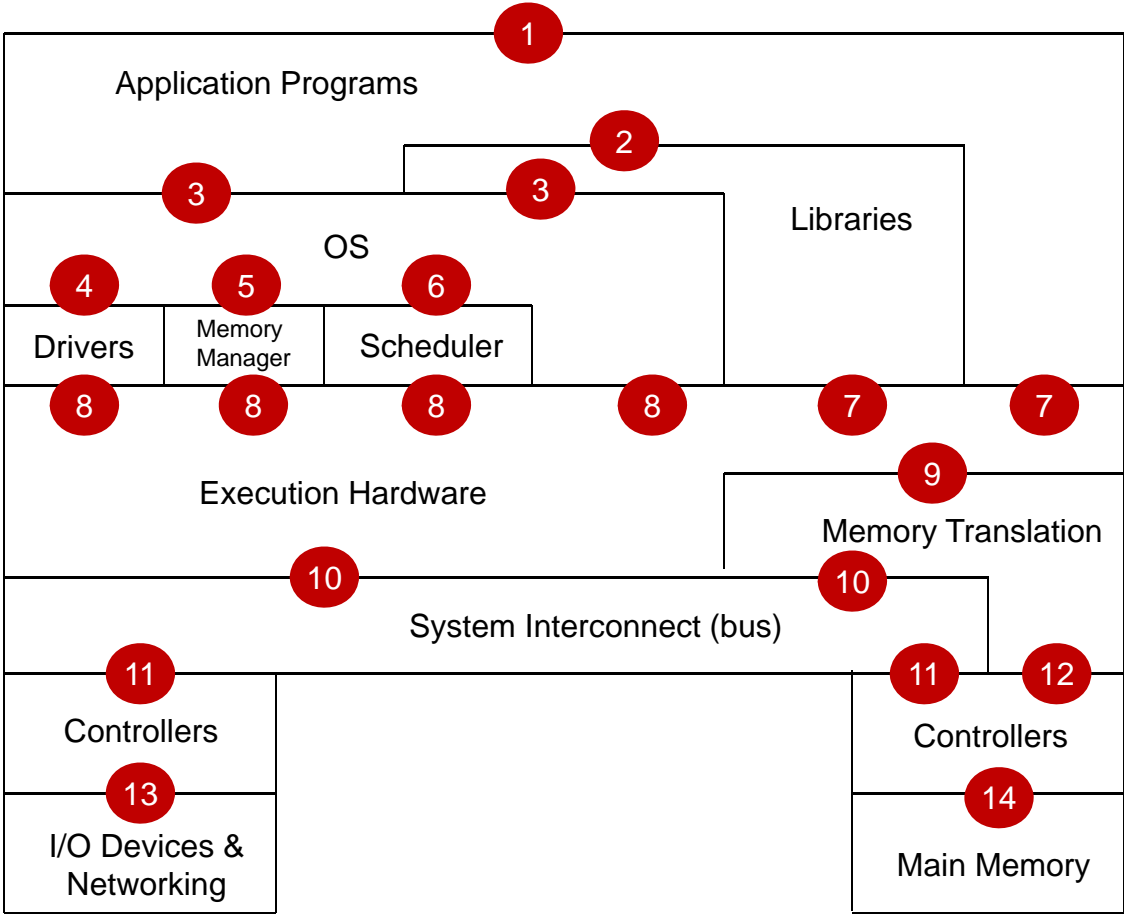 1
Application Programs
2
3
3
Libraries
OS
4
5
6
Drivers
Memory
Manager
Scheduler
8
8
8
8
7
7
9
Execution Hardware
Memory Translation
10
10
System Interconnect (bus)
11
11
12
Controllers
Controllers
13
14
I/O Devices &
Networking
Main Memory